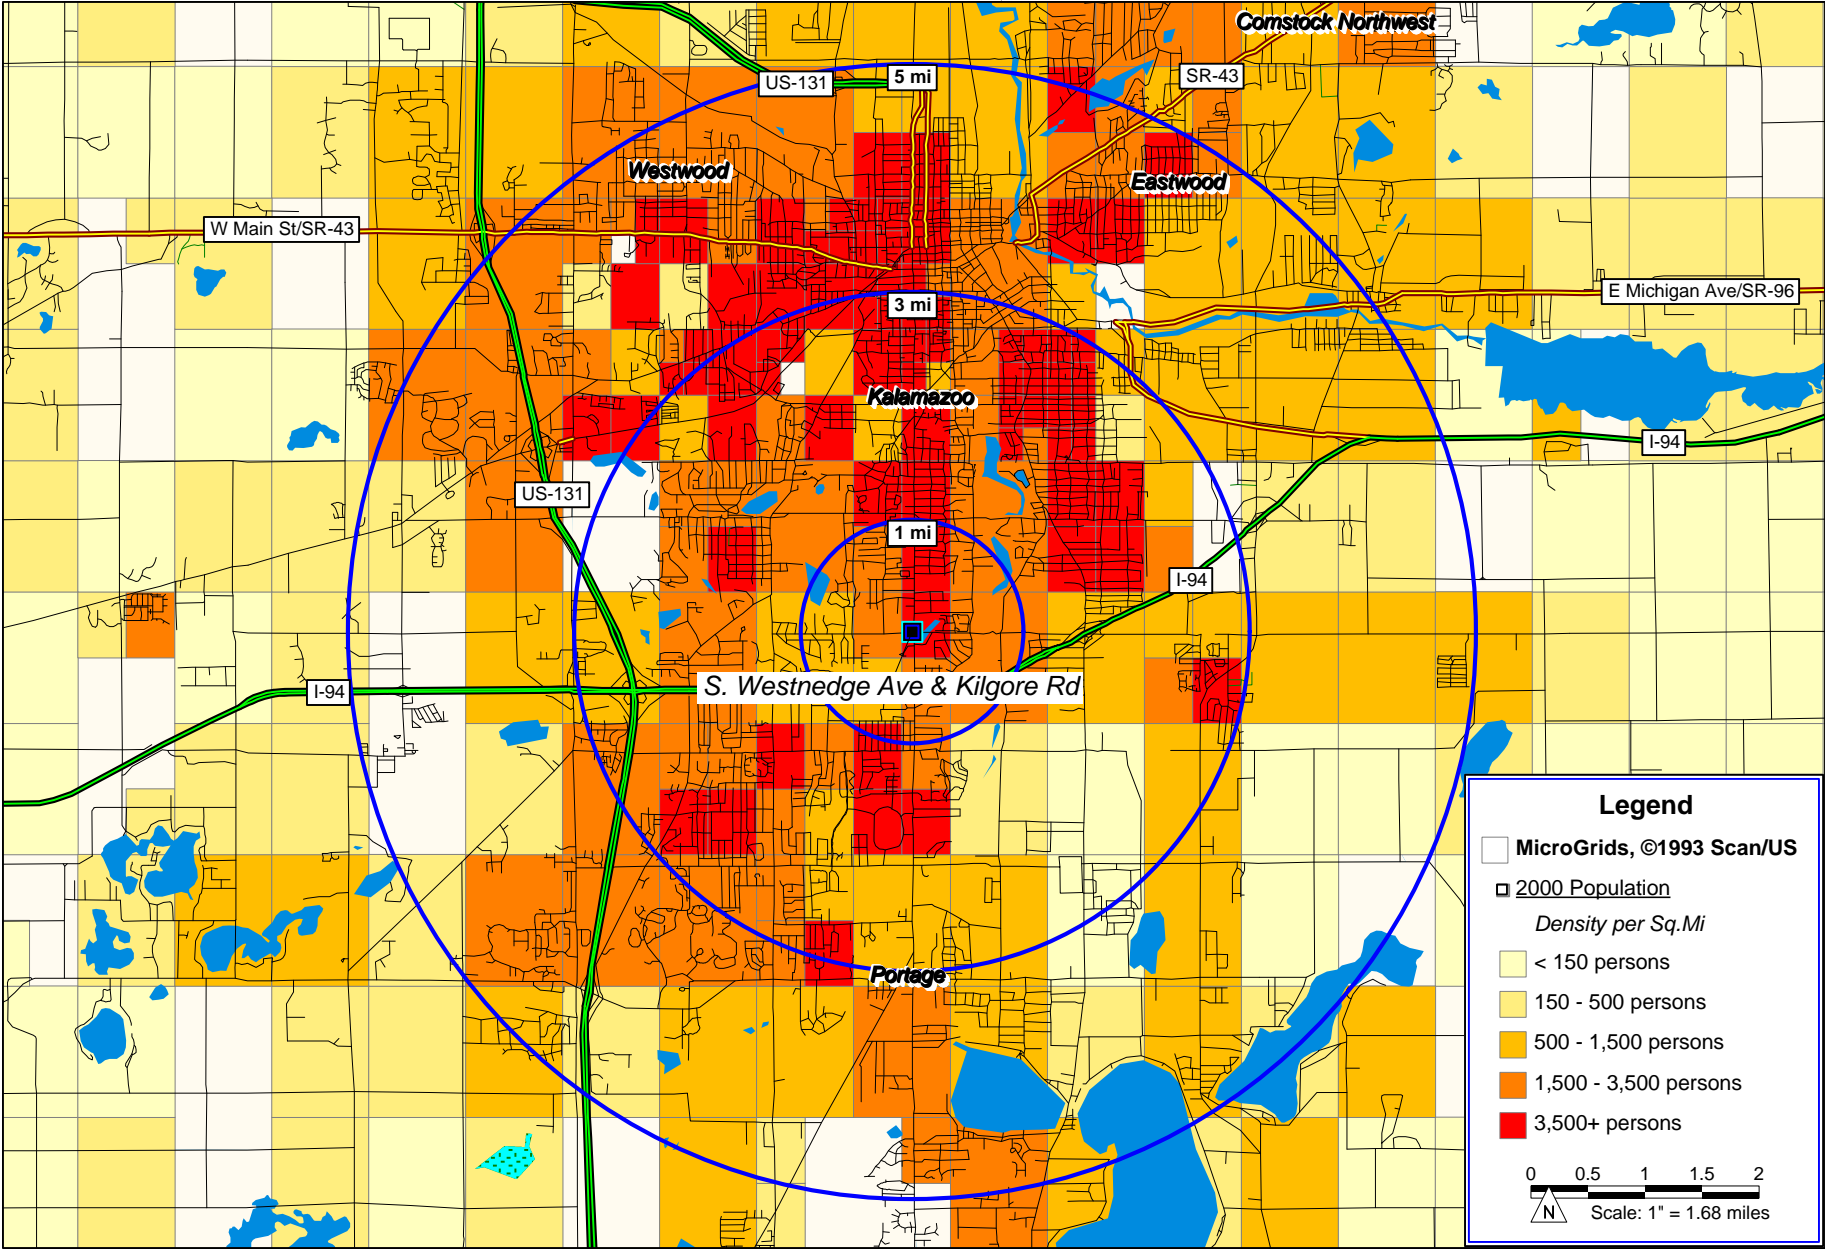 Comstock Northwest
5 mi
US-131
SR-43
Westwood
Eastwood
W Main St/SR-43
E Michigan Ave/SR-96
3 mi
Kalamazoo
I-94
US-131
1 mi
I-94
S. Westnedge Ave & Kilgore Rd
I-94
Portage
Legend
MicroGrids, ©1993 Scan/US
2000 Population
Density per Sq.Mi
< 150 persons
150 - 500 persons
500 - 1,500 persons
1,500 - 3,500 persons
3,500+ persons
0 0.5 1 1.5 2
N
Scale: 1" = 1.68 miles